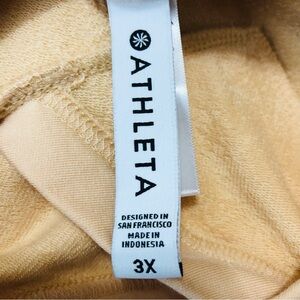 ATHLETA
DESIGNED IN
SAN FRANCISCO
MADE IN
INDONESIA
3X